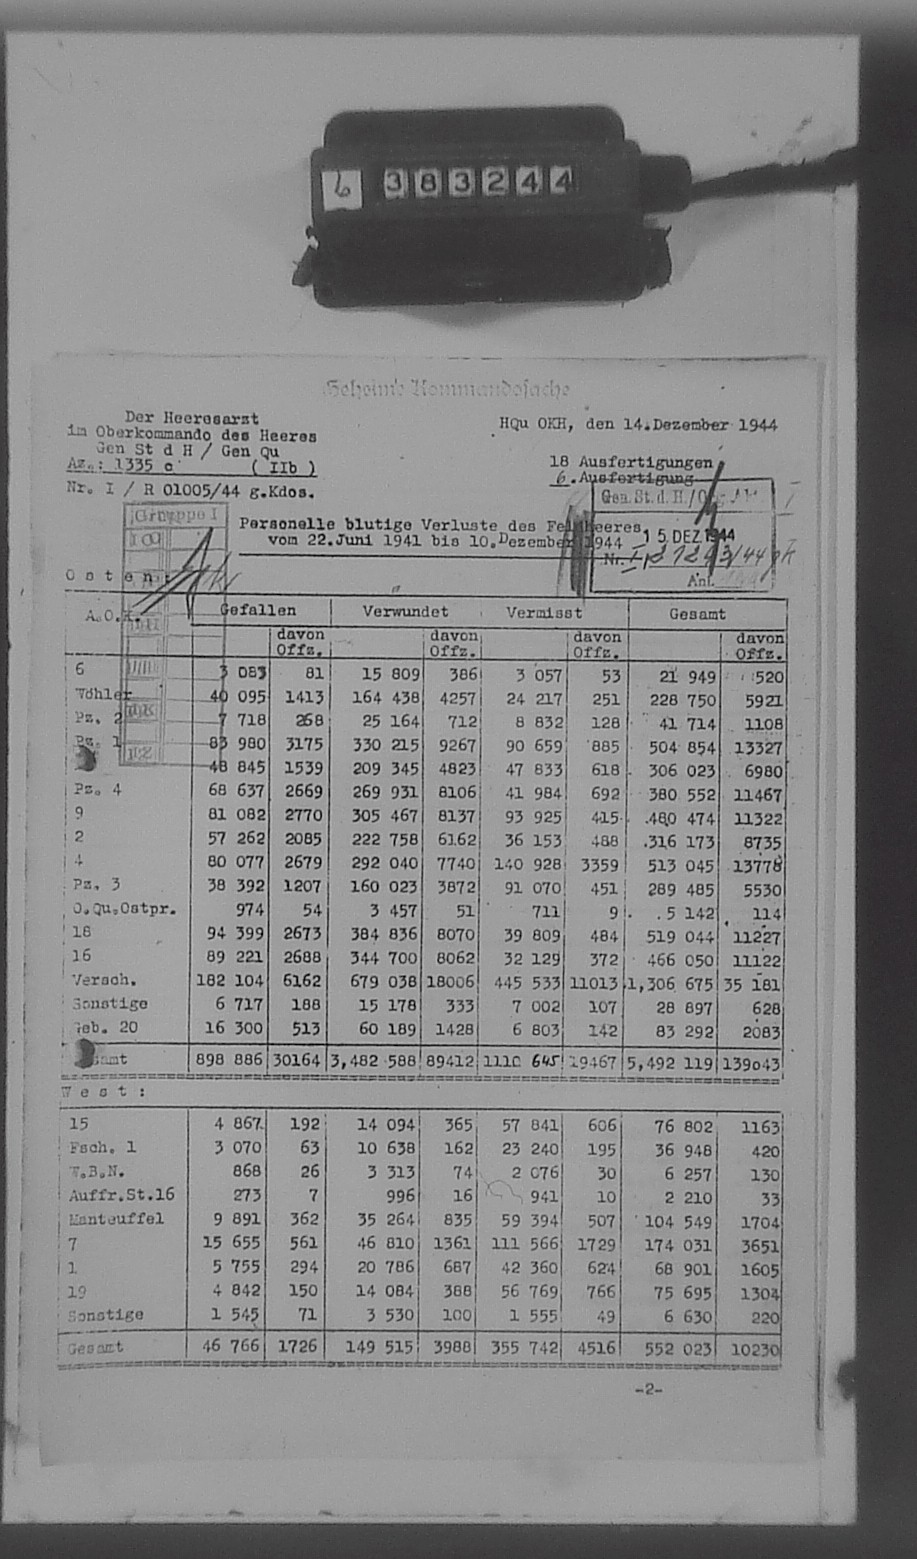 6 383244
Geheime Kommandosache
Der Heeresarzt
im Oberkommando des Heeres
Gen St d H / Gen Qu
Az.: 1335 c (IIb)
Nr. I / R 01005/44 g.Kdos.
HQu OKH, den 14.Dezember 1944
18 Ausfertigungen
6.Ausfertigung
Gen. St. d. H./Org Abt
15 DEZ 1944
Nr.
Anl.
Gruppe I
Personelle blutige Verluste des Feldheeres
vom 22.Juni 1941 bis 10.Dezember 1944
Osten:
A.O.K. Gefallen Verwundet Vermisst Gesamt
davon davon davon davon
Offz. Offz. Offz. Offz.
6 3 083 81 15 809 386 3 057 53 21 949 520
Wöhler 40 095 1413 164 438 4257 24 217 251 228 750 5921
Pz. 2 7 718 268 25 164 712 8 832 128 41 714 1108
Pz. 1 83 980 3175 330 215 9267 90 659 885 504 854 13327
48 845 1539 209 345 4823 47 833 618 306 023 6980
Pz. 4 68 637 2669 269 931 8106 41 984 692 380 552 11467
9 81 082 2770 305 467 8137 93 925 415 480 474 11322
2 57 262 2085 222 758 6162 36 153 488 316 173 8735
4 80 077 2679 292 040 7740 140 928 3359 513 045 13778
Pz. 3 38 392 1207 160 023 3872 91 070 451 289 485 5530
O.Qu.Ostpr. 974 54 3 457 51 711 9 5 142 114
18 94 399 2673 384 836 8070 39 809 484 519 044 11227
16 89 221 2688 344 700 8062 32 129 372 466 050 11122
Versch. 182 104 6162 679 038 18006 445 533 11013 1,306 675 35 181
Sonstige 6 717 188 15 178 333 7 002 107 28 897 628
Geb. 20 16 300 513 60 189 1428 6 803 142 83 292 2083
Gesamt 898 886 30164 3,482 588 89412 1110 645 19467 5,492 119 139043
West:
15 4 867 192 14 094 365 57 841 606 76 802 1163
Fsch. 1 3 070 63 10 638 162 23 240 195 36 948 420
W.B.N. 868 26 3 313 74 2 076 30 6 257 130
Auffr.St.16 273 7 996 16 941 10 2 210 33
Manteuffel 9 891 362 35 264 835 59 394 507 104 549 1704
7 15 655 561 46 810 1361 111 566 1729 174 031 3651
1 5 755 294 20 786 687 42 360 624 68 901 1605
19 4 842 150 14 084 388 56 769 766 75 695 1304
Sonstige 1 545 71 3 530 100 1 555 49 6 630 220
Gesamt 46 766 1726 149 515 3988 355 742 4516 552 023 10230
-2-